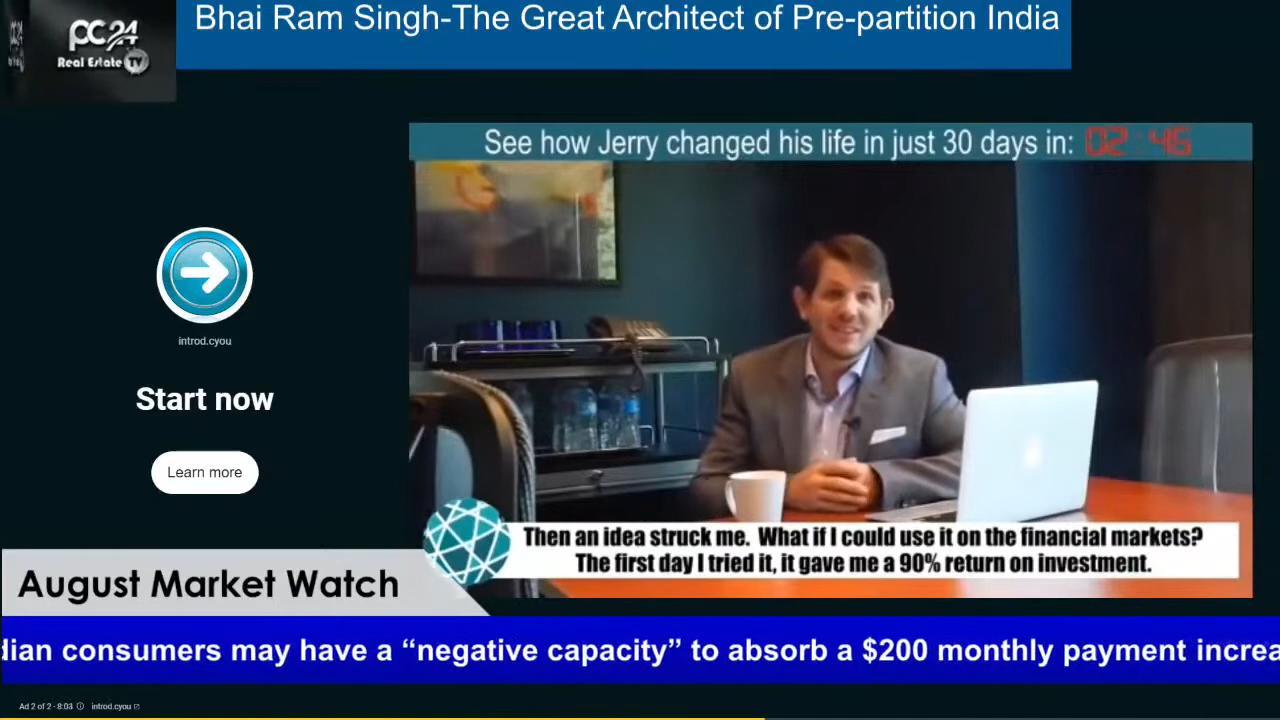 Bhai Ram Singh-The Great Architect of Pre-partition India
PC24
Real Estate TV
See how Jerry changed his life in just 30 days in: 02:46
introd.cyou
Start now
Learn more
Then an idea struck me. What if I could use it on the financial markets?
The first day I tried it, it gave me a 90% return on investment.
August Market Watch
dian consumers may have a “negative capacity” to absorb a $200 monthly payment increa
Ad 2 of 2 · 8:03 introd.cyou